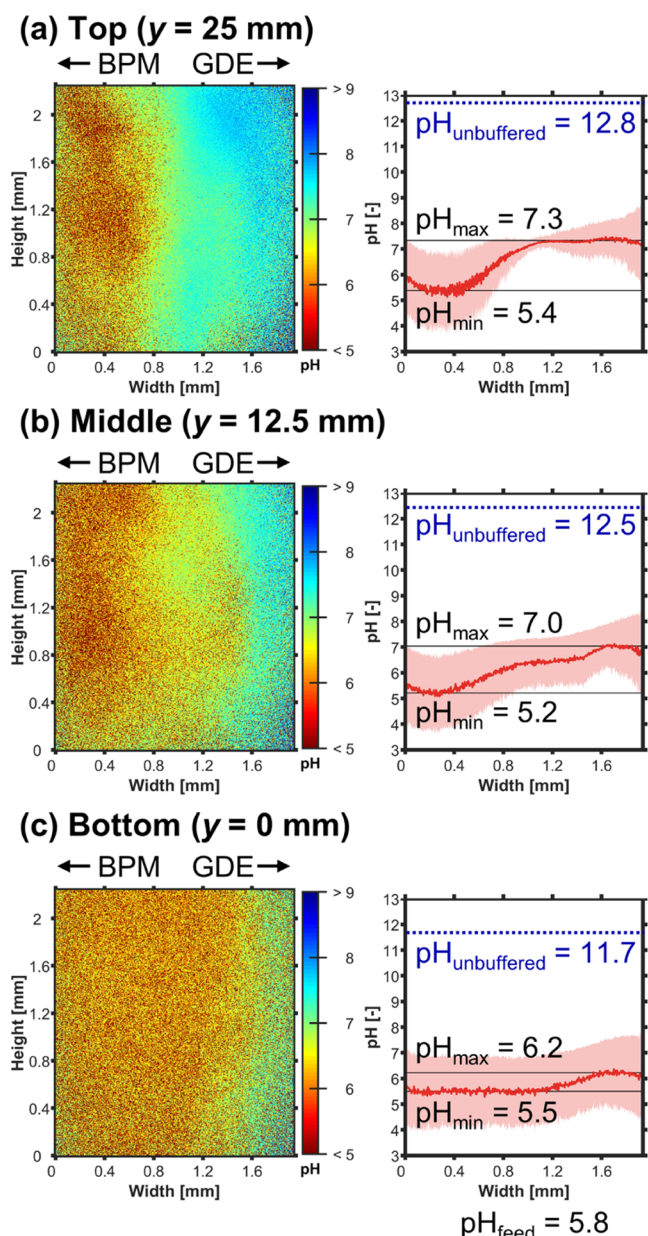 (a) Top (y = 25 mm)
← BPM GDE →
> 9
8
7
6
< 5
pH
2
1.6
1.2
0.8
0.4
0
Height [mm]
0 0.4 0.8 1.2 1.6
Width [mm]
13
12
11
10
9
8
7
6
5
4
3
pH [-]
pHunbuffered = 12.8
pHmax = 7.3
pHmin = 5.4
0 0.4 0.8 1.2 1.6
Width [mm]
(b) Middle (y = 12.5 mm)
← BPM GDE →
> 9
8
7
6
< 5
pH
2
1.6
1.2
0.8
0.4
0
Height [mm]
0 0.4 0.8 1.2 1.6
Width [mm]
13
12
11
10
9
8
7
6
5
4
3
pH [-]
pHunbuffered = 12.5
pHmax = 7.0
pHmin = 5.2
0 0.4 0.8 1.2 1.6
Width [mm]
(c) Bottom (y = 0 mm)
← BPM GDE →
> 9
8
7
6
< 5
pH
2
1.6
1.2
0.8
0.4
0
Height [mm]
0 0.4 0.8 1.2 1.6
Width [mm]
13
12
11
10
9
8
7
6
5
4
3
pH [-]
pHunbuffered = 11.7
pHmax = 6.2
pHmin = 5.5
0 0.4 0.8 1.2 1.6
Width [mm]
pHfeed = 5.8